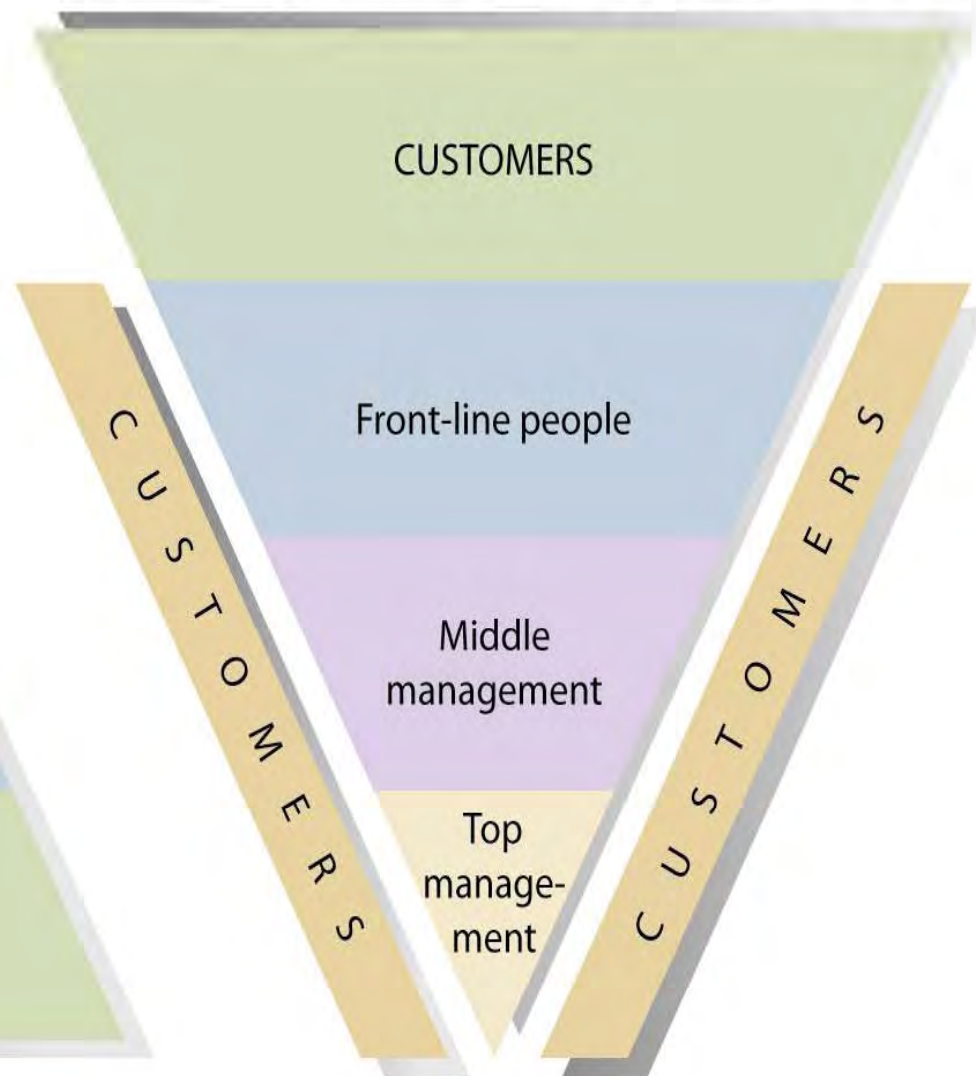 CUSTOMERS
Front-line people
Middle
management
Top
manage-
ment
CUSTOMERS
CUSTOMERS